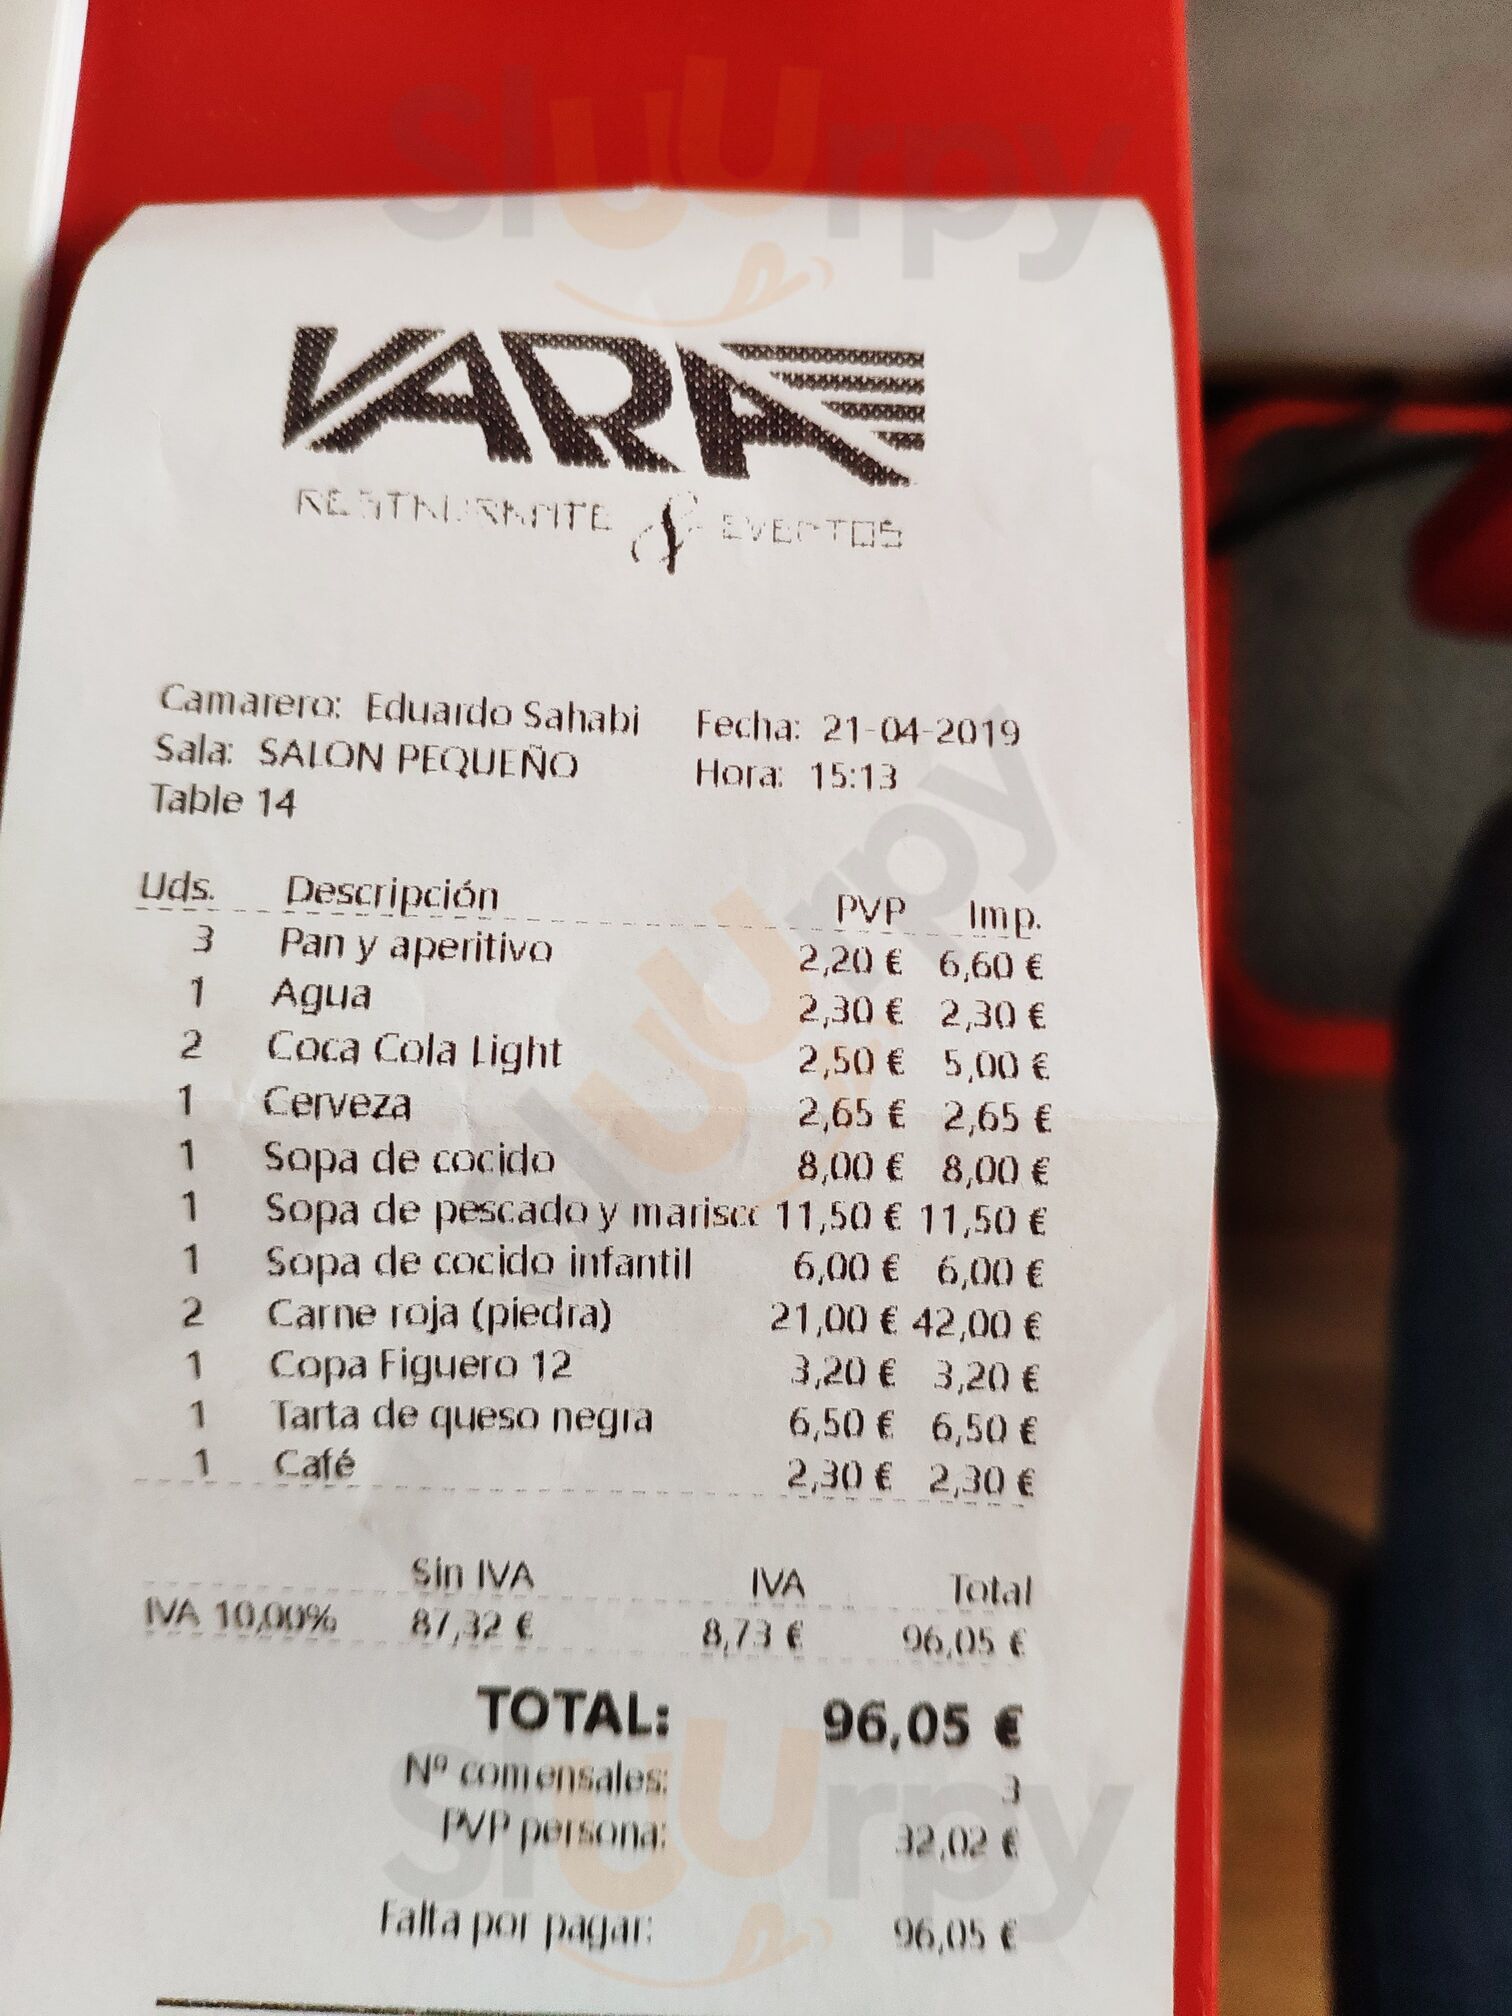 Sluurpy
VARA
RESTAURANTE & EVENTOS
Camarero: Eduardo Sahabi Fecha: 21-04-2019
Sala: SALON PEQUEÑO Hora: 15:13
Table 14
Uds. Descripción PVP Imp.
3 Pan y aperitivo 2,20 € 6,60 €
1 Agua 2,30 € 2,30 €
2 Coca Cola Light 2,50 € 5,00 €
1 Cerveza 2,65 € 2,65 €
1 Sopa de cocido 8,00 € 8,00 €
1 Sopa de pescado y marisco 11,50 € 11,50 €
1 Sopa de cocido infantil 6,00 € 6,00 €
2 Carne roja (piedra) 21,00 € 42,00 €
1 Copa Figuero 12 3,20 € 3,20 €
1 Tarta de queso negra 6,50 € 6,50 €
1 Café 2,30 € 2,30 €
Sin IVA IVA Total
IVA 10,00% 87,32 € 8,73 € 96,05 €
TOTAL: 96,05 €
Nº comensales: 3
PVP persona: 32,02 €
Falta por pagar: 96,05 €
Sluurpy
Sluurpy